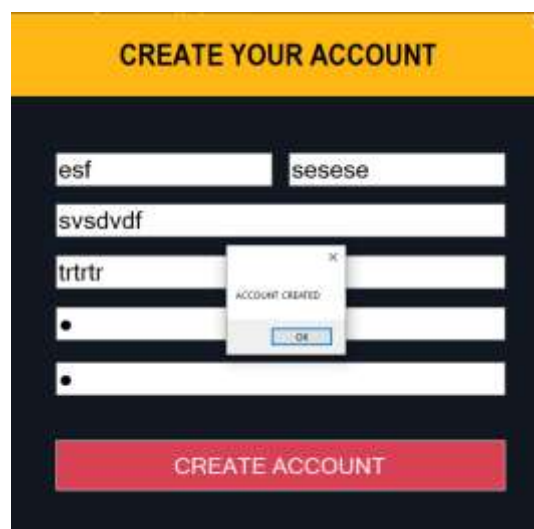 CREATE YOUR ACCOUNT
esf sesese
svsdvdf
trtrtr
ACCOUNT CREATED
OK
CREATE ACCOUNT